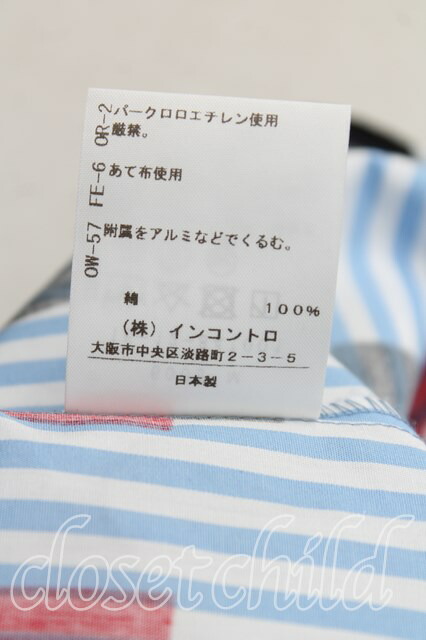 OR-2 パークロロエチレン使用
厳禁。
FE-6 あて布使用
OW-57 附属をアルミなどでくるむ。
綿 100%
(株)インコントロ
大阪市中央区淡路町2-3-5
日本製
closet child